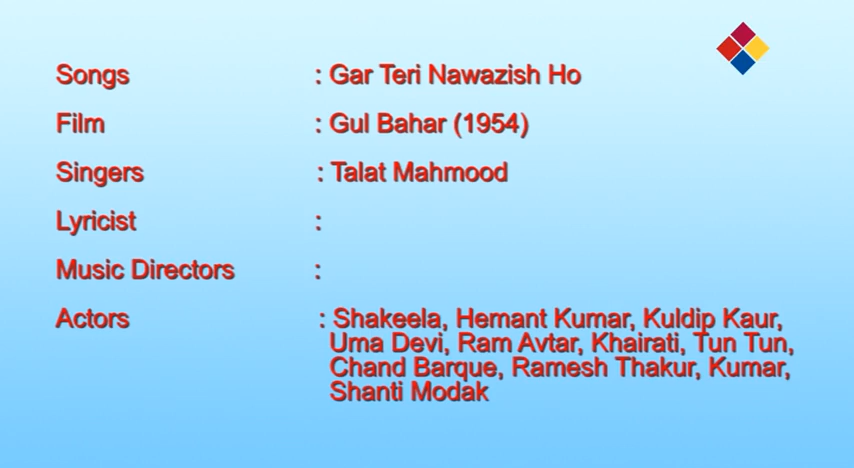 Songs : Gar Teri Nawazish Ho
Film : Gul Bahar (1954)
Singers : Talat Mahmood
Lyricist :
Music Directors :
Actors : Shakeela, Hemant Kumar, Kuldip Kaur,
Uma Devi, Ram Avtar, Khairati, Tun Tun,
Chand Barque, Ramesh Thakur, Kumar,
Shanti Modak